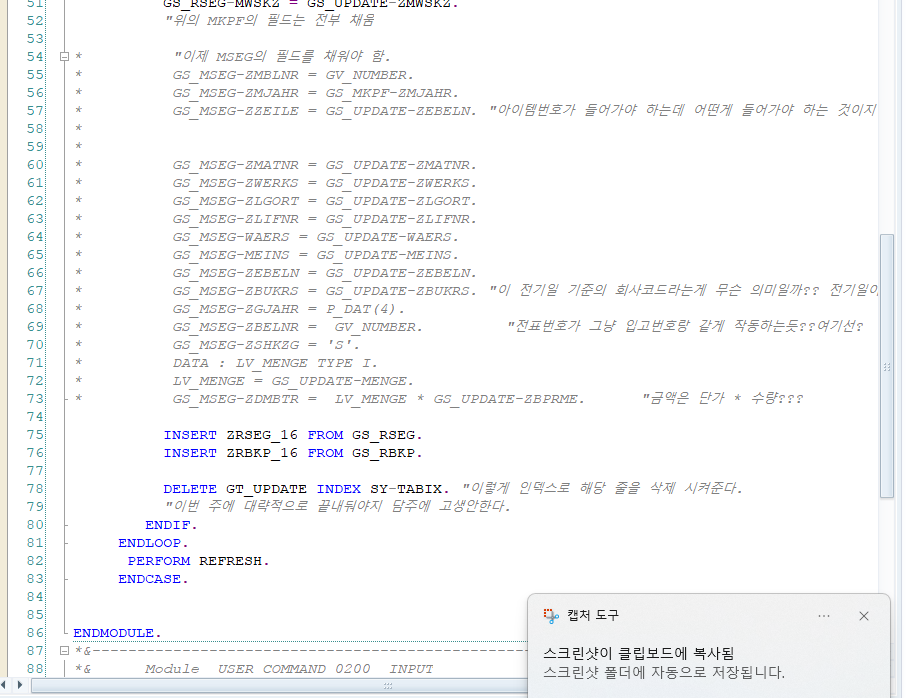 51 GS_RSEG-MWSKZ = GS_UPDATE-ZMWSKZ.
52 "위의 MKPF의 필드는 전부 채움
53
54 * "이제 MSEG의 필드를 채워야 함.
55 * GS_MSEG-ZMBLNR = GV_NUMBER.
56 * GS_MSEG-ZMJAHR = GS_MKPF-ZMJAHR.
57 * GS_MSEG-ZZEILE = GS_UPDATE-ZEBELN. "아이템번호가 들어가야 하는데 어떤게 들어가야 하는 것이지
58 *
59 *
60 * GS_MSEG-ZMATNR = GS_UPDATE-ZMATNR.
61 * GS_MSEG-ZWERKS = GS_UPDATE-ZWERKS.
62 * GS_MSEG-ZLGORT = GS_UPDATE-ZLGORT.
63 * GS_MSEG-ZLIFNR = GS_UPDATE-ZLIFNR.
64 * GS_MSEG-WAERS = GS_UPDATE-WAERS.
65 * GS_MSEG-MEINS = GS_UPDATE-MEINS.
66 * GS_MSEG-ZEBELN = GS_UPDATE-ZEBELN.
67 * GS_MSEG-ZBUKRS = GS_UPDATE-ZBUKRS. "이 전기일 기준의 회사코드라는게 무슨 의미일까?? 전기일이
68 * GS_MSEG-ZGJAHR = P_DAT(4).
69 * GS_MSEG-ZBELNR = GV_NUMBER. "전표번호가 그냥 입고번호랑 같게 작동하는듯??여기선?
70 * GS_MSEG-ZSHKZG = 'S'.
71 * DATA : LV_MENGE TYPE I.
72 * LV_MENGE = GS_UPDATE-MENGE.
73 * GS_MSEG-ZDMBTR = LV_MENGE * GS_UPDATE-ZBPRME. "금액은 단가 * 수량???
74
75 INSERT ZRSEG_16 FROM GS_RSEG.
76 INSERT ZRBKP_16 FROM GS_RBKP.
77
78 DELETE GT_UPDATE INDEX SY-TABIX. "이렇게 인덱스로 해당 줄을 삭제 시켜준다.
79 "이번 주에 대략적으로 끝내둬야지 담주에 고생안한다.
80 ENDIF.
81 ENDLOOP.
82 PERFORM REFRESH.
83 ENDCASE.
84
85
86 ENDMODULE.
87 *&---------------------------------------------------
88 *& Module USER_COMMAND_0200 INPUT
캡처 도구
스크린샷이 클립보드에 복사됨
스크린샷 폴더에 자동으로 저장됩니다.